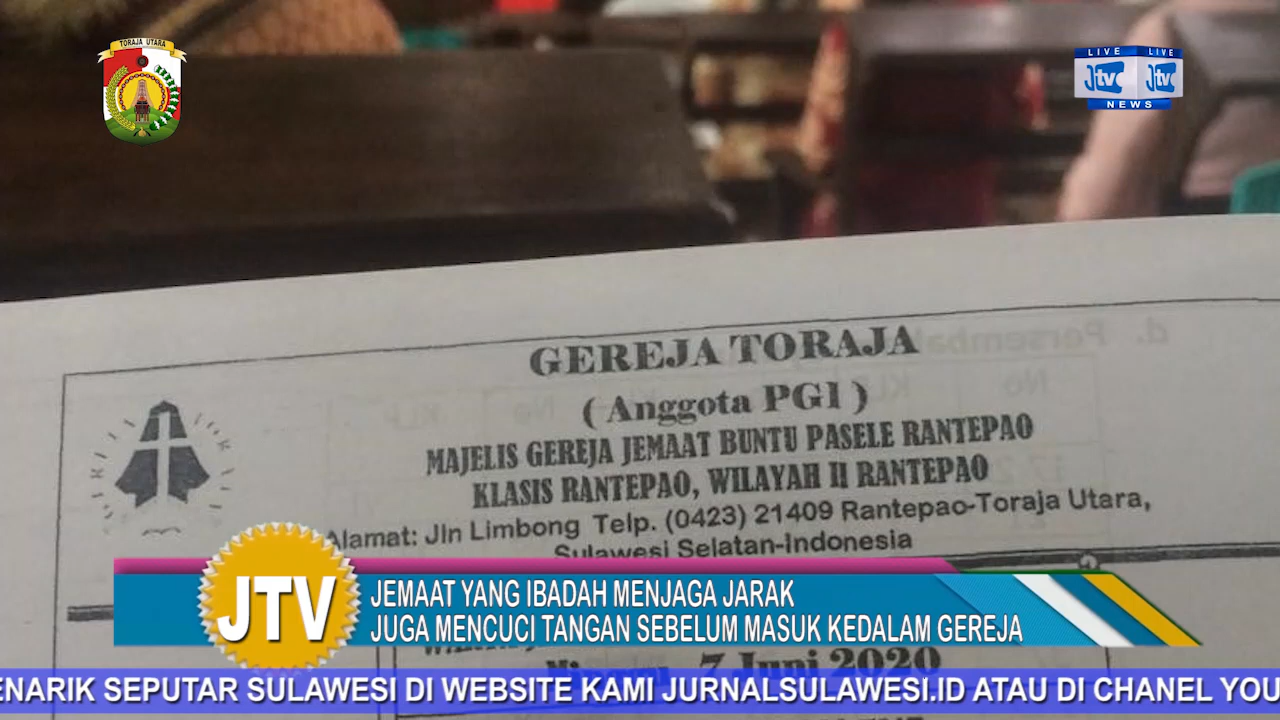 TORAJA UTARA
LIVE LIVE
Jtv Jtv
NEWS
GEREJA TORAJA
( Anggota PGI )
MAJELIS GEREJA JEMAAT BUNTU PASELE RANTEPAO
KLASIS RANTEPAO, WILAYAH II RANTEPAO
Alamat: Jln Limbong Telp. (0423) 21409 Rantepao-Toraja Utara,
Sulawesi Selatan-Indonesia
JTV
JEMAAT YANG IBADAH MENJAGA JARAK
JUGA MENCUCI TANGAN SEBELUM MASUK KEDALAM GEREJA
7 Juni 2020
ENARIK SEPUTAR SULAWESI DI WEBSITE KAMI JURNALSULAWESI.ID ATAU DI CHANEL YOU